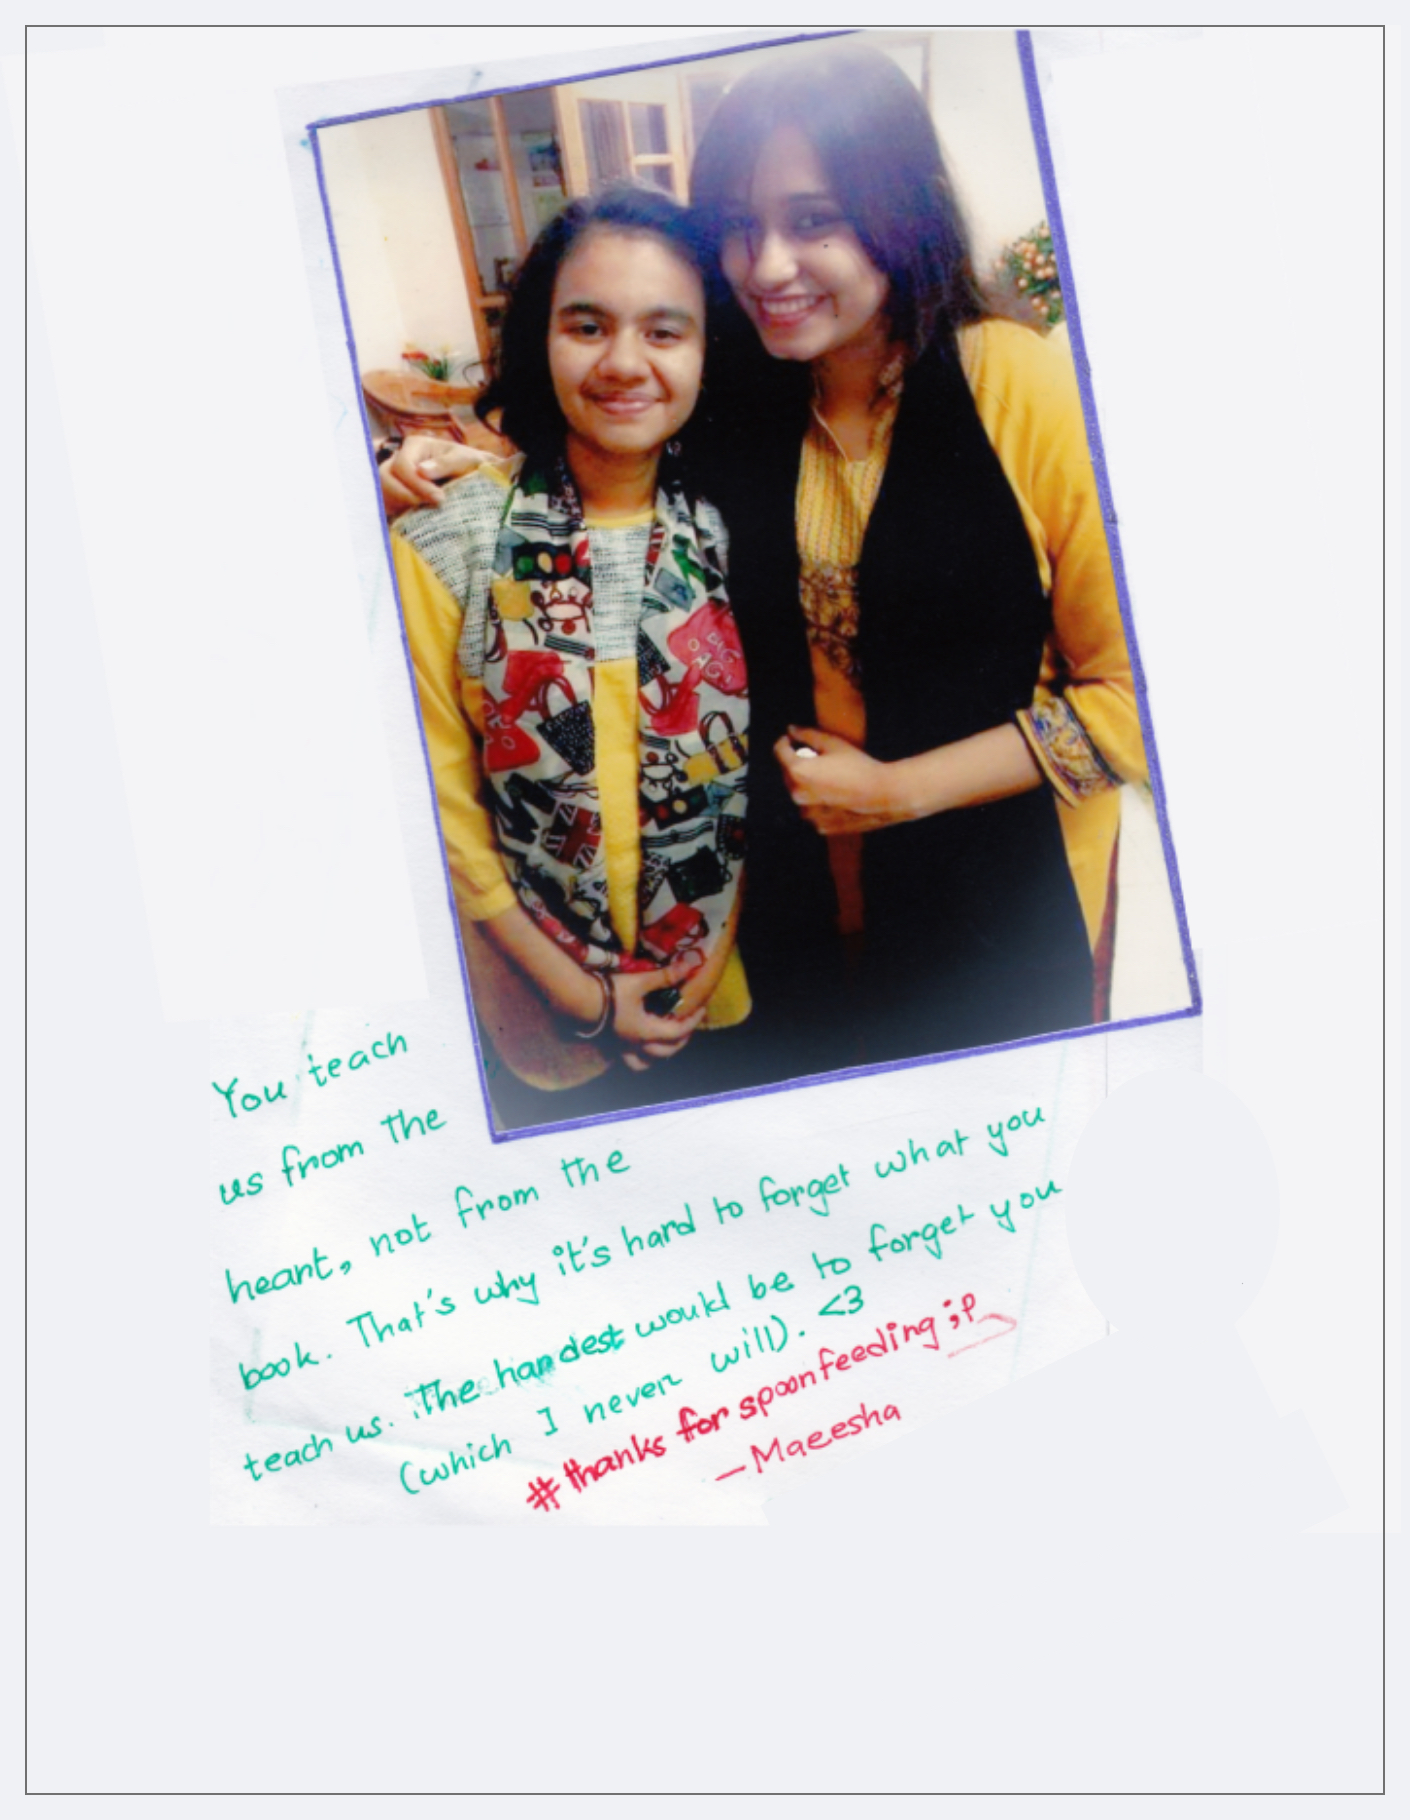 You teach
us from the
heart, not from the
book. That's why it's hard to forget what you
teach us. The hardest would be to forget you
(which I never will). <3
#thanks for spoonfeeding ;P
—Maeesha